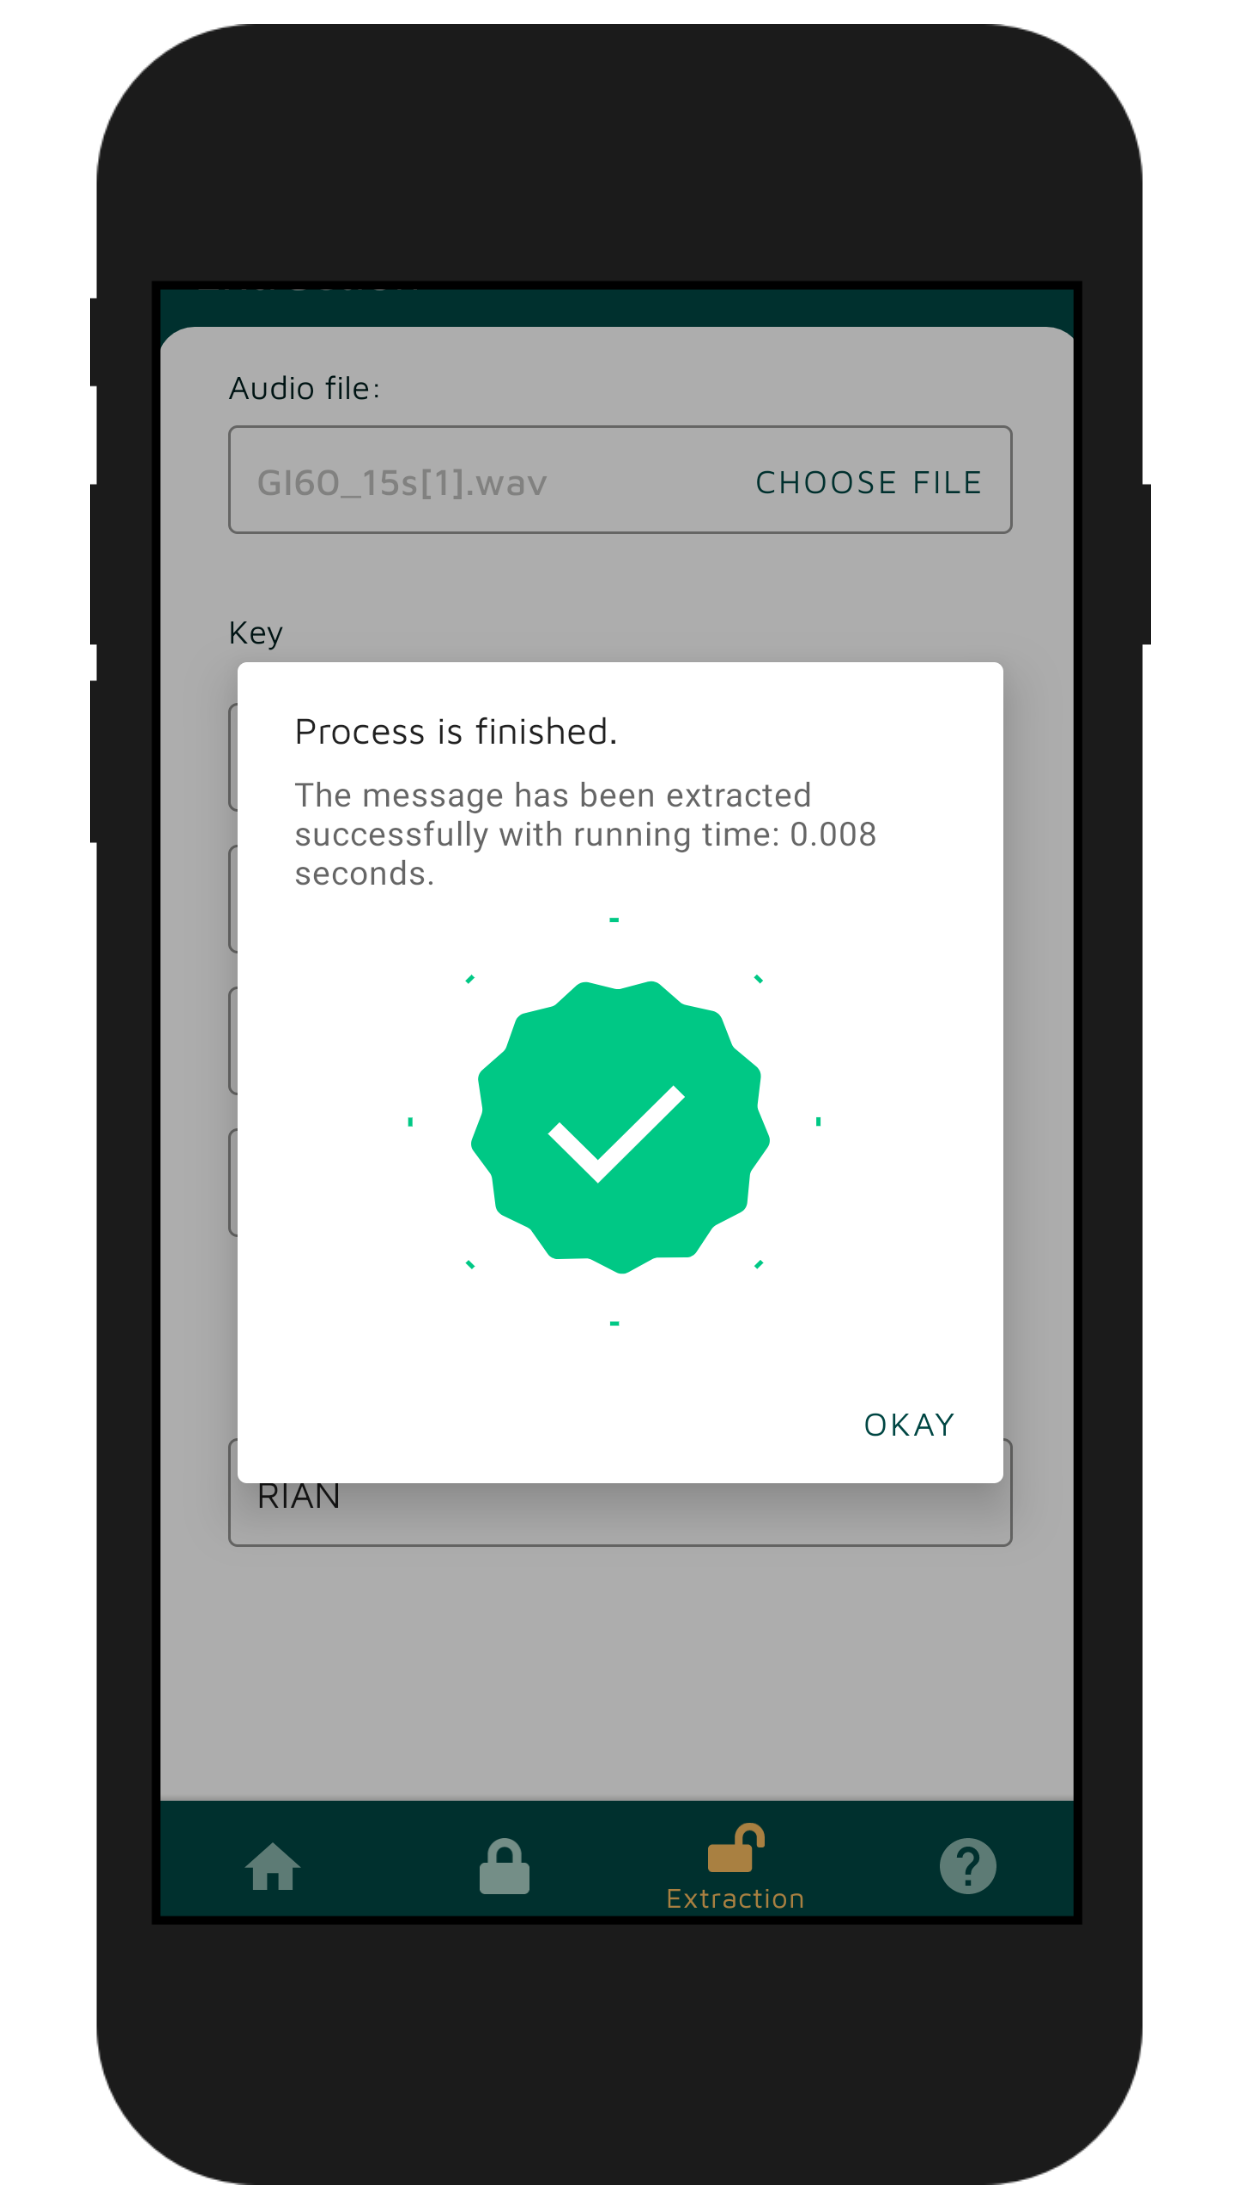 Audio file:
GI60_15s[1].wav CHOOSE FILE
Key
Process is finished.
The message has been extracted
successfully with running time: 0.008
seconds.
OKAY
RIAN
Extraction